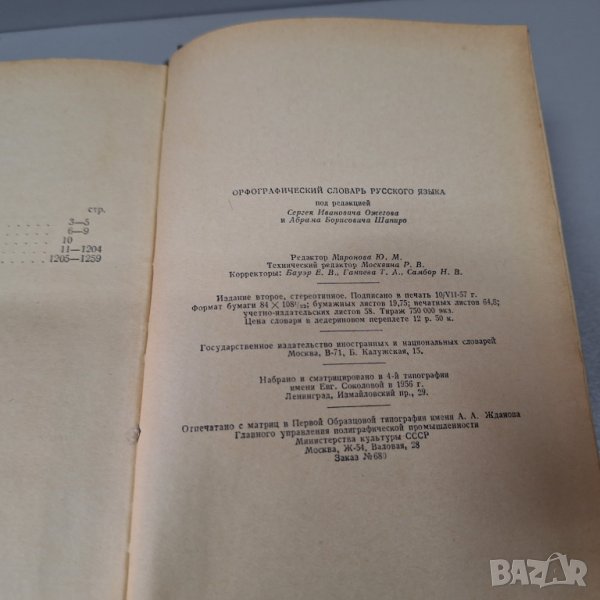 стр.
3—5
6—9
10
11—1204
1205—1259
ОРФОГРАФИЧЕСКИЙ СЛОВАРЬ РУССКОГО ЯЗЫКА
под редакцией
Сергея Ивановича Ожегова
и Абрама Борисовича Шапиро
Редактор Миронова Ю. М.
Технический редактор Москвина Р. В.
Корректоры: Бауэр Е. В., Ганпева Т. А., Самбор Н. В.
Издание второе, стереотипное. Подписано в печать 10/VII-57 г.
Формат бумаги 84 × 108¹/₃₂; бумажных листов 19,75; печатных листов 64,8;
учетно-издательских листов 58. Тираж 750 000 экз.
Цена словаря в ледериновом переплете 12 р. 50 к.
Государственное издательство иностранных и национальных словарей
Москва, В-71, Б. Калужская, 15.
Набрано и сматрицировано в 4-й типографии
имени Евг. Соколовой в 1956 г.
Ленинград, Измайловский пр., 29.
Отпечатано с матриц в Первой Образцовой типографии имени А. А. Жданова
Главного управления полиграфической промышленности
Министерства культуры СССР
Москва, Ж-54, Валовая, 28
Заказ № 680
BAZAR